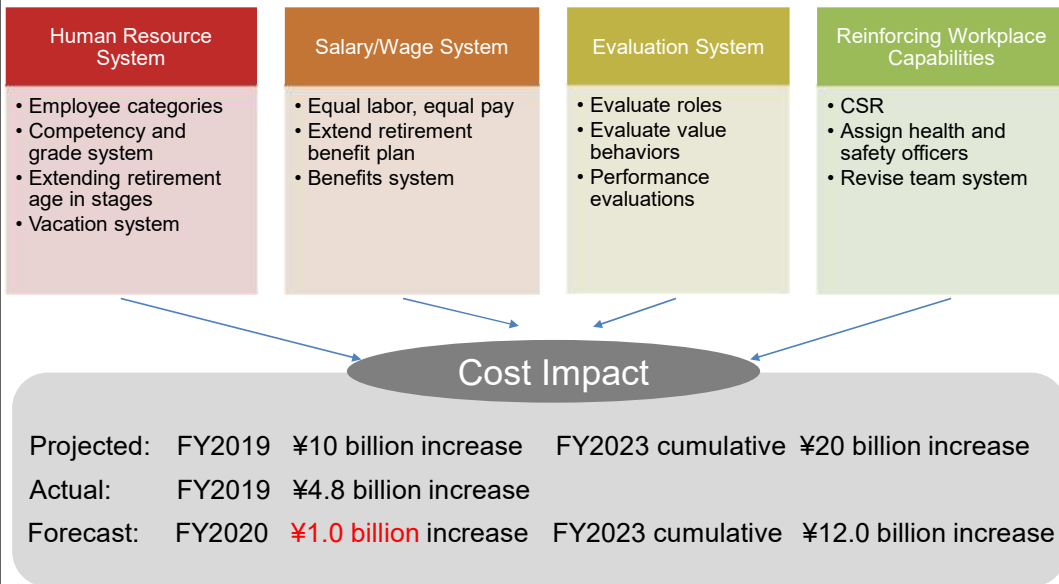 Human Resource
System
• Employee categories
• Competency and
grade system
• Extending retirement
age in stages
• Vacation system
Salary/Wage System
• Equal labor, equal pay
• Extend retirement
benefit plan
• Benefits system
Evaluation System
• Evaluate roles
• Evaluate value
behaviors
• Performance
evaluations
Reinforcing Workplace
Capabilities
• CSR
• Assign health and
safety officers
• Revise team system
Cost Impact
Projected: FY2019 ¥10 billion increase FY2023 cumulative ¥20 billion increase
Actual: FY2019 ¥4.8 billion increase
Forecast: FY2020 ¥1.0 billion increase FY2023 cumulative ¥12.0 billion increase